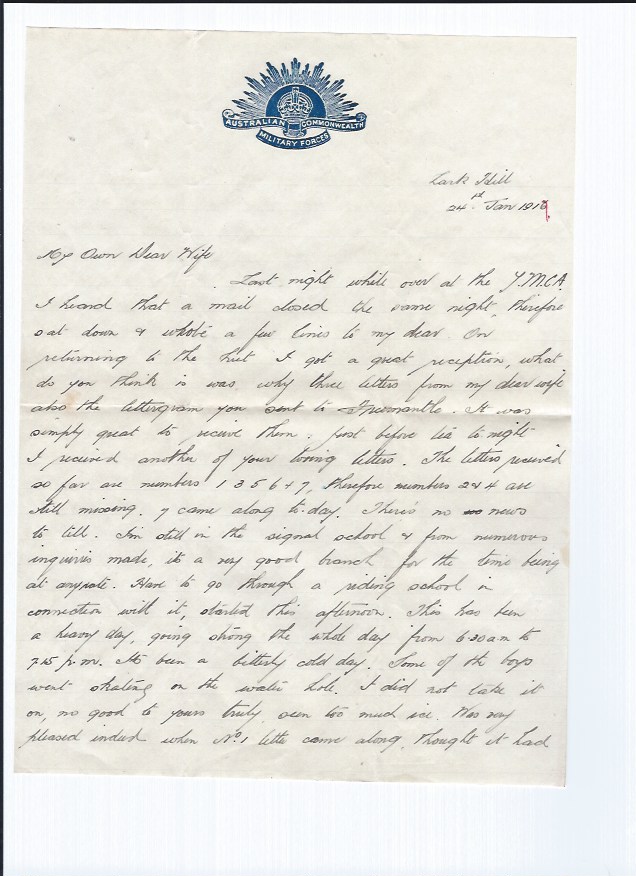 AUSTRALIAN COMMONWEALTH
MILITARY FORCES
Lark Hill
24 Jan 191
My Own Dear Wife
Last night while over at the Y.M.C.A.
I heard that a mail closed the same night, therefore
sat down & wrote a few lines to my dear. On
returning to the hut I got a great reception, what
do you think is was why three letters from my dear wife
also the lettergram you sent to Fremantle. It was
simply great to receive them. Just before tea to-night
I received another of your loving letters. The letters received
so far are numbers 1 3 5 6 & 7, therefore numbers 2 & 4 are
still missing. 7 came along to-day. There's no news
to tell. I'm still in the signal school & from numerous
inquiries made, it's a very good branch for the time being
at anyrate. Have to go through a riding school in
connection with it, started this afternoon. This has been
a heavy day, going strong the whole day from 6.30 am to
7.15 p.m. It's been a bitterly cold day. Some of the boys
went skating on the water hole. I did not take it
on, no good to yours truly, seen too much ice. Was very
pleased indeed when No. 1 letter came along, thought it had